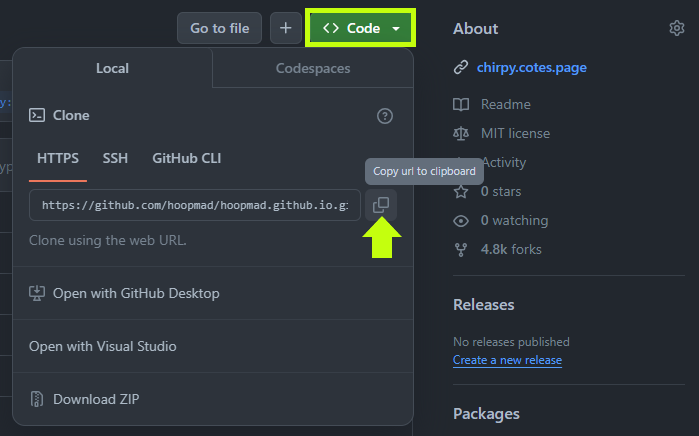 Go to file
+
<> Code
Local
Codespaces
Clone
HTTPS
SSH
GitHub CLI
Copy url to clipboard
https://github.com/hoopmad/hoopmad.github.io.g
Clone using the web URL.
Open with GitHub Desktop
Open with Visual Studio
Download ZIP
About
chirpy.cotes.page
Readme
MIT license
Activity
0 stars
0 watching
4.8k forks
Releases
No releases published
Create a new release
Packages